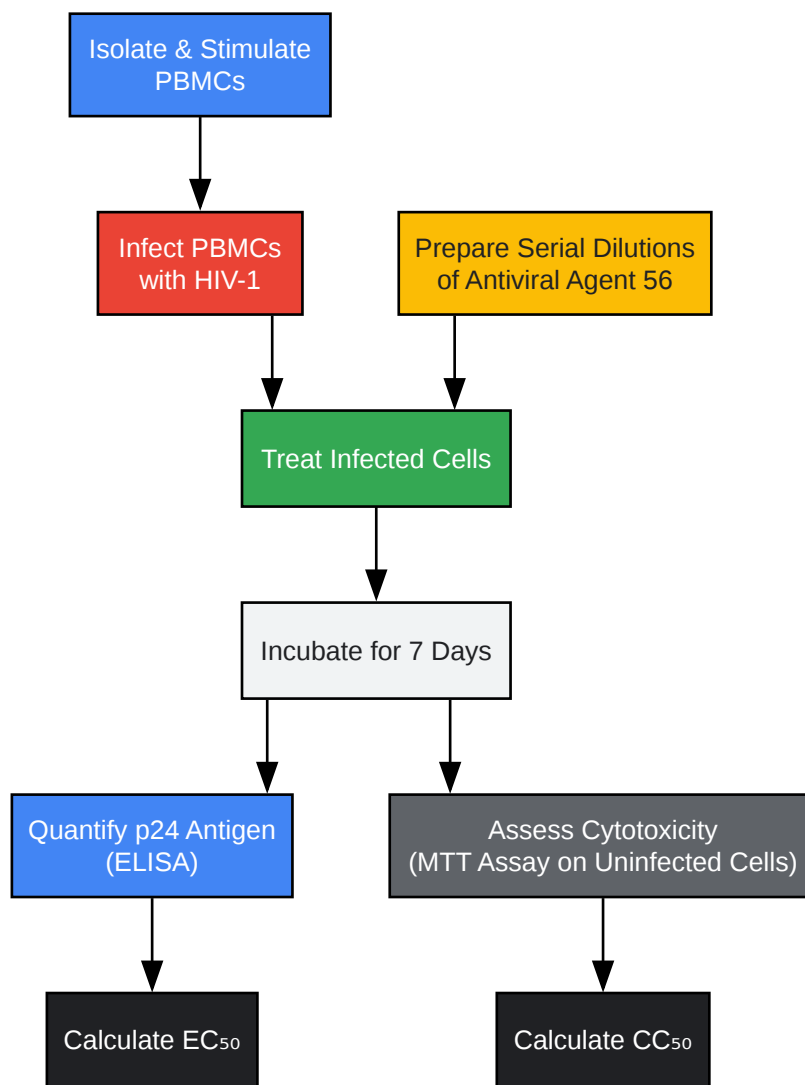 Isolate & Stimulate
PBMCs
Infect PBMCs
with HIV-1
Prepare Serial Dilutions
of Antiviral Agent 56
Treat Infected Cells
Incubate for 7 Days
Quantify p24 Antigen
(ELISA)
Assess Cytotoxicity
(MTT Assay on Uninfected Cells)
Calculate EC₅₀
Calculate CC₅₀